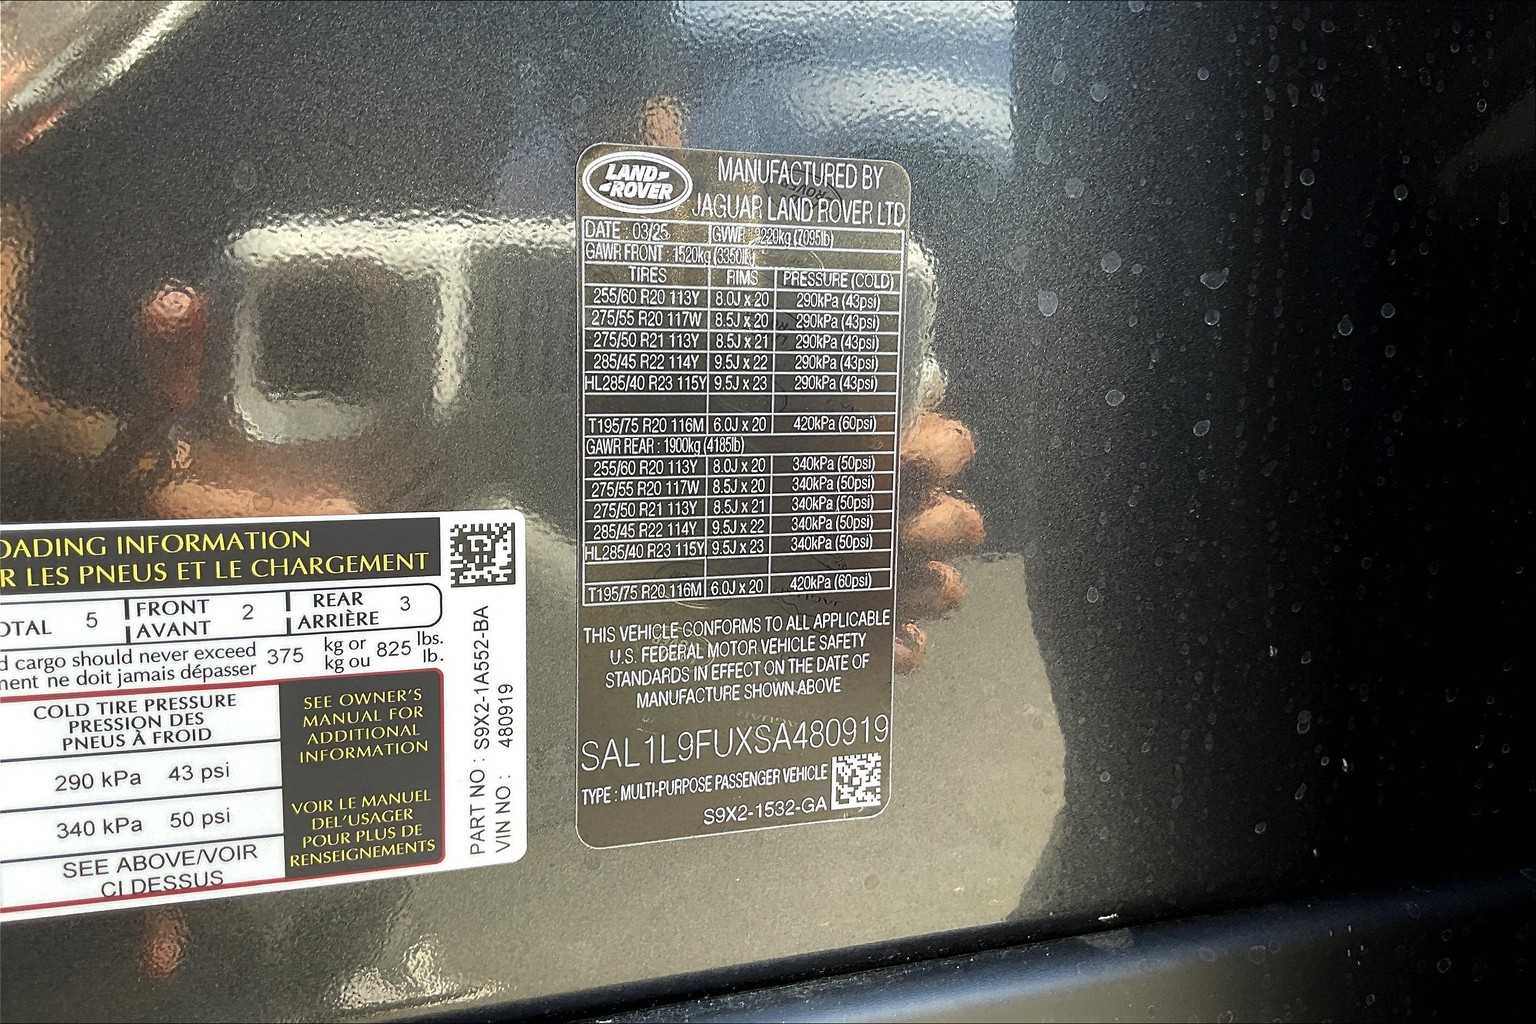 OADING INFORMATION
R LES PNEUS ET LE CHARGEMENT
OTAL 5 FRONT AVANT 2 REAR ARRIÈRE 3
d cargo should never exceed 375 kg or 825 lbs.
ment ne doit jamais dépasser kg ou lb.
COLD TIRE PRESSURE
PRESSION DES
PNEUS À FROID
290 kPa 43 psi
340 kPa 50 psi
SEE ABOVE/VOIR
CI DESSUS
SEE OWNER'S
MANUAL FOR
ADDITIONAL
INFORMATION
VOIR LE MANUEL
DEL'USAGER
POUR PLUS DE
RENSEIGNEMENTS
PART NO : S9X2-1A552-BA
VIN NO : 480919
LAND-
-ROVER
MANUFACTURED BY
JAGUAR LAND ROVER LTD
DATE : 03/25 GVWR : 3220kg (7095lb)
GAWR FRONT : 1520kg (3350lb)
TIRES RIMS PRESSURE (COLD)
255/60 R20 113Y 8.0J x 20 290kPa (43psi)
275/55 R20 117W 8.5J x 20 290kPa (43psi)
275/50 R21 113Y 8.5J x 21 290kPa (43psi)
285/45 R22 114Y 9.5J x 22 290kPa (43psi)
HL285/40 R23 115Y 9.5J x 23 290kPa (43psi)
T195/75 R20 116M 6.0J x 20 420kPa (60psi)
GAWR REAR : 1900kg (4185lb)
255/60 R20 113Y 8.0J x 20 340kPa (50psi)
275/55 R20 117W 8.5J x 20 340kPa (50psi)
275/50 R21 113Y 8.5J x 21 340kPa (50psi)
285/45 R22 114Y 9.5J x 22 340kPa (50psi)
HL285/40 R23 115Y 9.5J x 23 340kPa (50psi)
T195/75 R20 116M 6.0J x 20 420kPa (60psi)
THIS VEHICLE CONFORMS TO ALL APPLICABLE
U.S. FEDERAL MOTOR VEHICLE SAFETY
STANDARDS IN EFFECT ON THE DATE OF
MANUFACTURE SHOWN ABOVE
SAL1L9FUXSA480919
TYPE : MULTI-PURPOSE PASSENGER VEHICLE
S9X2-1532-GA